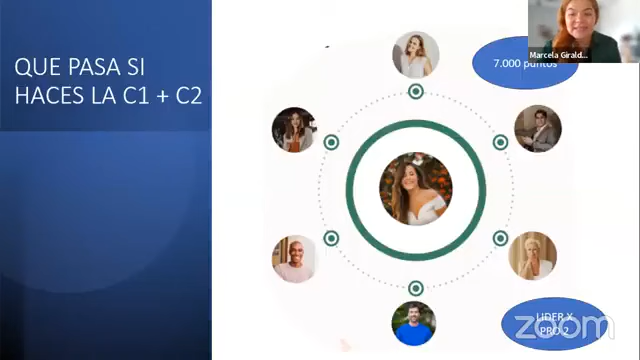 QUE PASA SI
HACES LA C1 + C2
7.000 puntos
Marcela Girald...
LIDER X
PRO 2
zoom